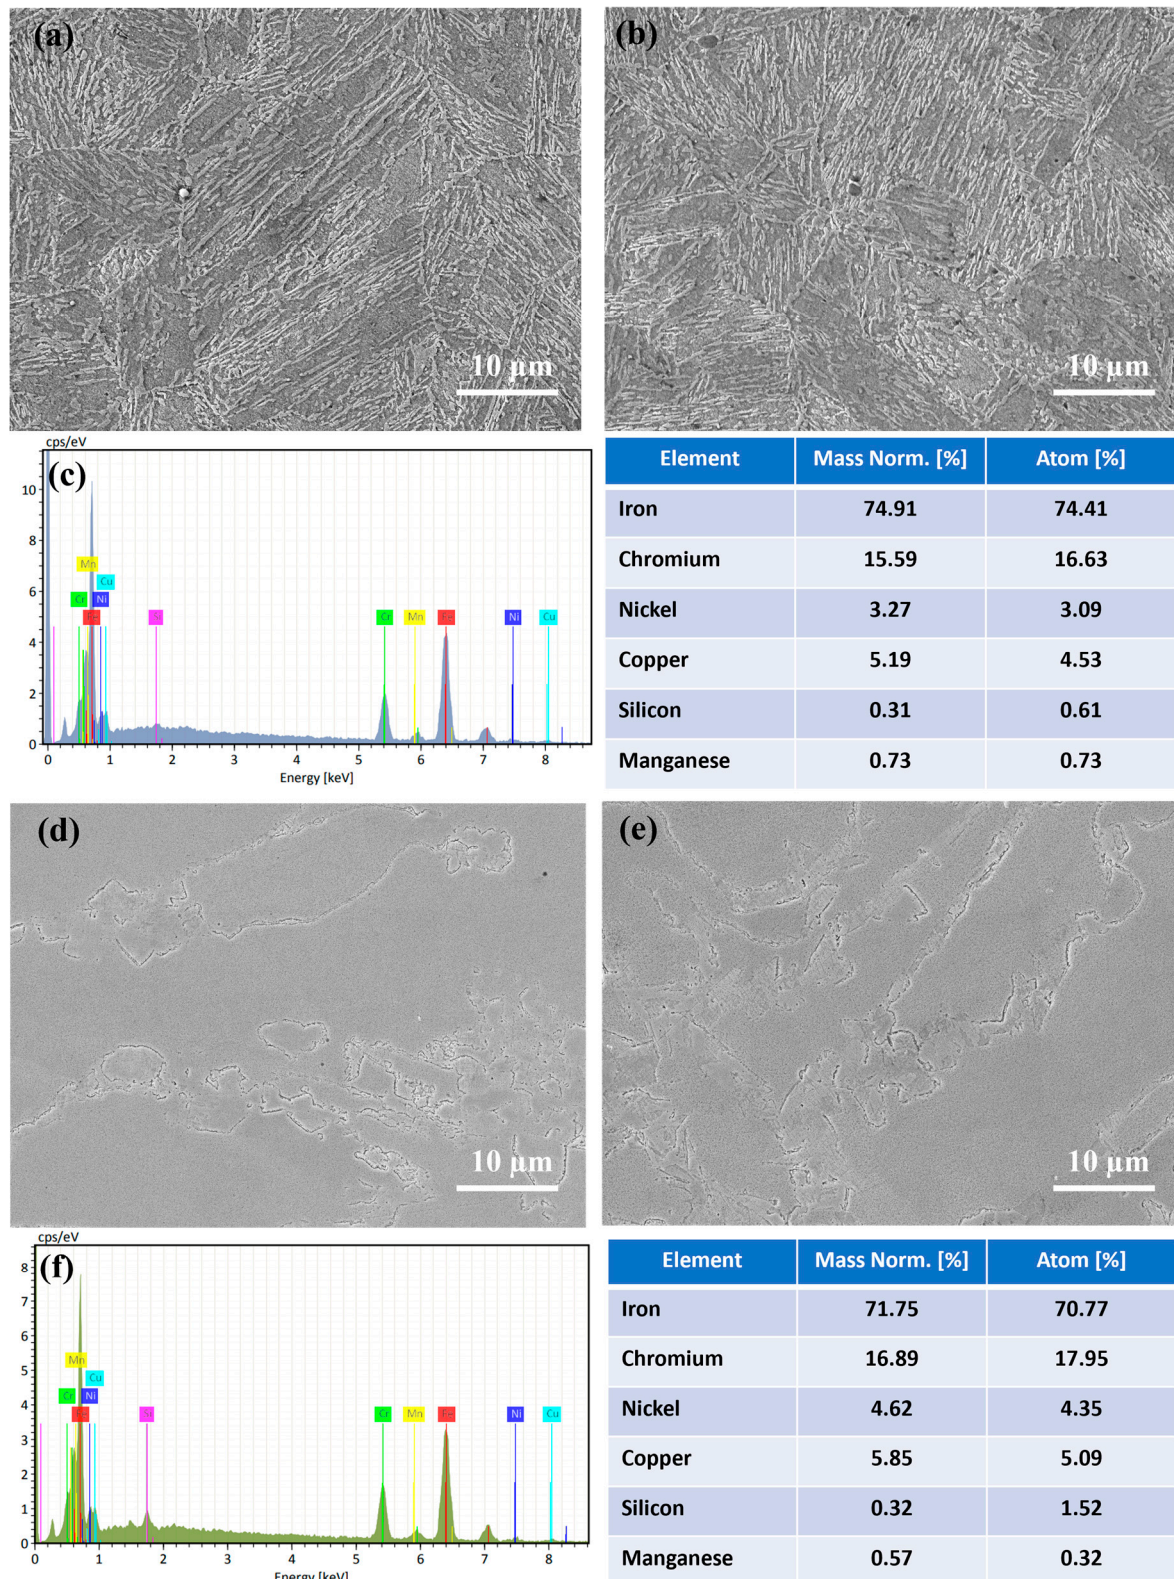 (a)
(b)
10 µm
10 µm
cps/eV
(c)
10
8
6
4
2
0
Mn
Cu
Cr
Ni
Fe
Si
Cr
Mn
Fe
Ni
Cu
0 1 2 3 4 5 6 7 8
Energy [keV]
Element Mass Norm. [%] Atom [%]
Iron 74.91 74.41
Chromium 15.59 16.63
Nickel 3.27 3.09
Copper 5.19 4.53
Silicon 0.31 0.61
Manganese 0.73 0.73
(d)
(e)
10 µm
10 µm
cps/eV
(f)
8
7
6
5
4
3
2
1
0
Mn
Cu
Cr
Ni
Fe
Si
Cr
Mn
Fe
Ni
Cu
0 1 2 3 4 5 6 7 8
Energy [keV]
Element Mass Norm. [%] Atom [%]
Iron 71.75 70.77
Chromium 16.89 17.95
Nickel 4.62 4.35
Copper 5.85 5.09
Silicon 0.32 1.52
Manganese 0.57 0.32